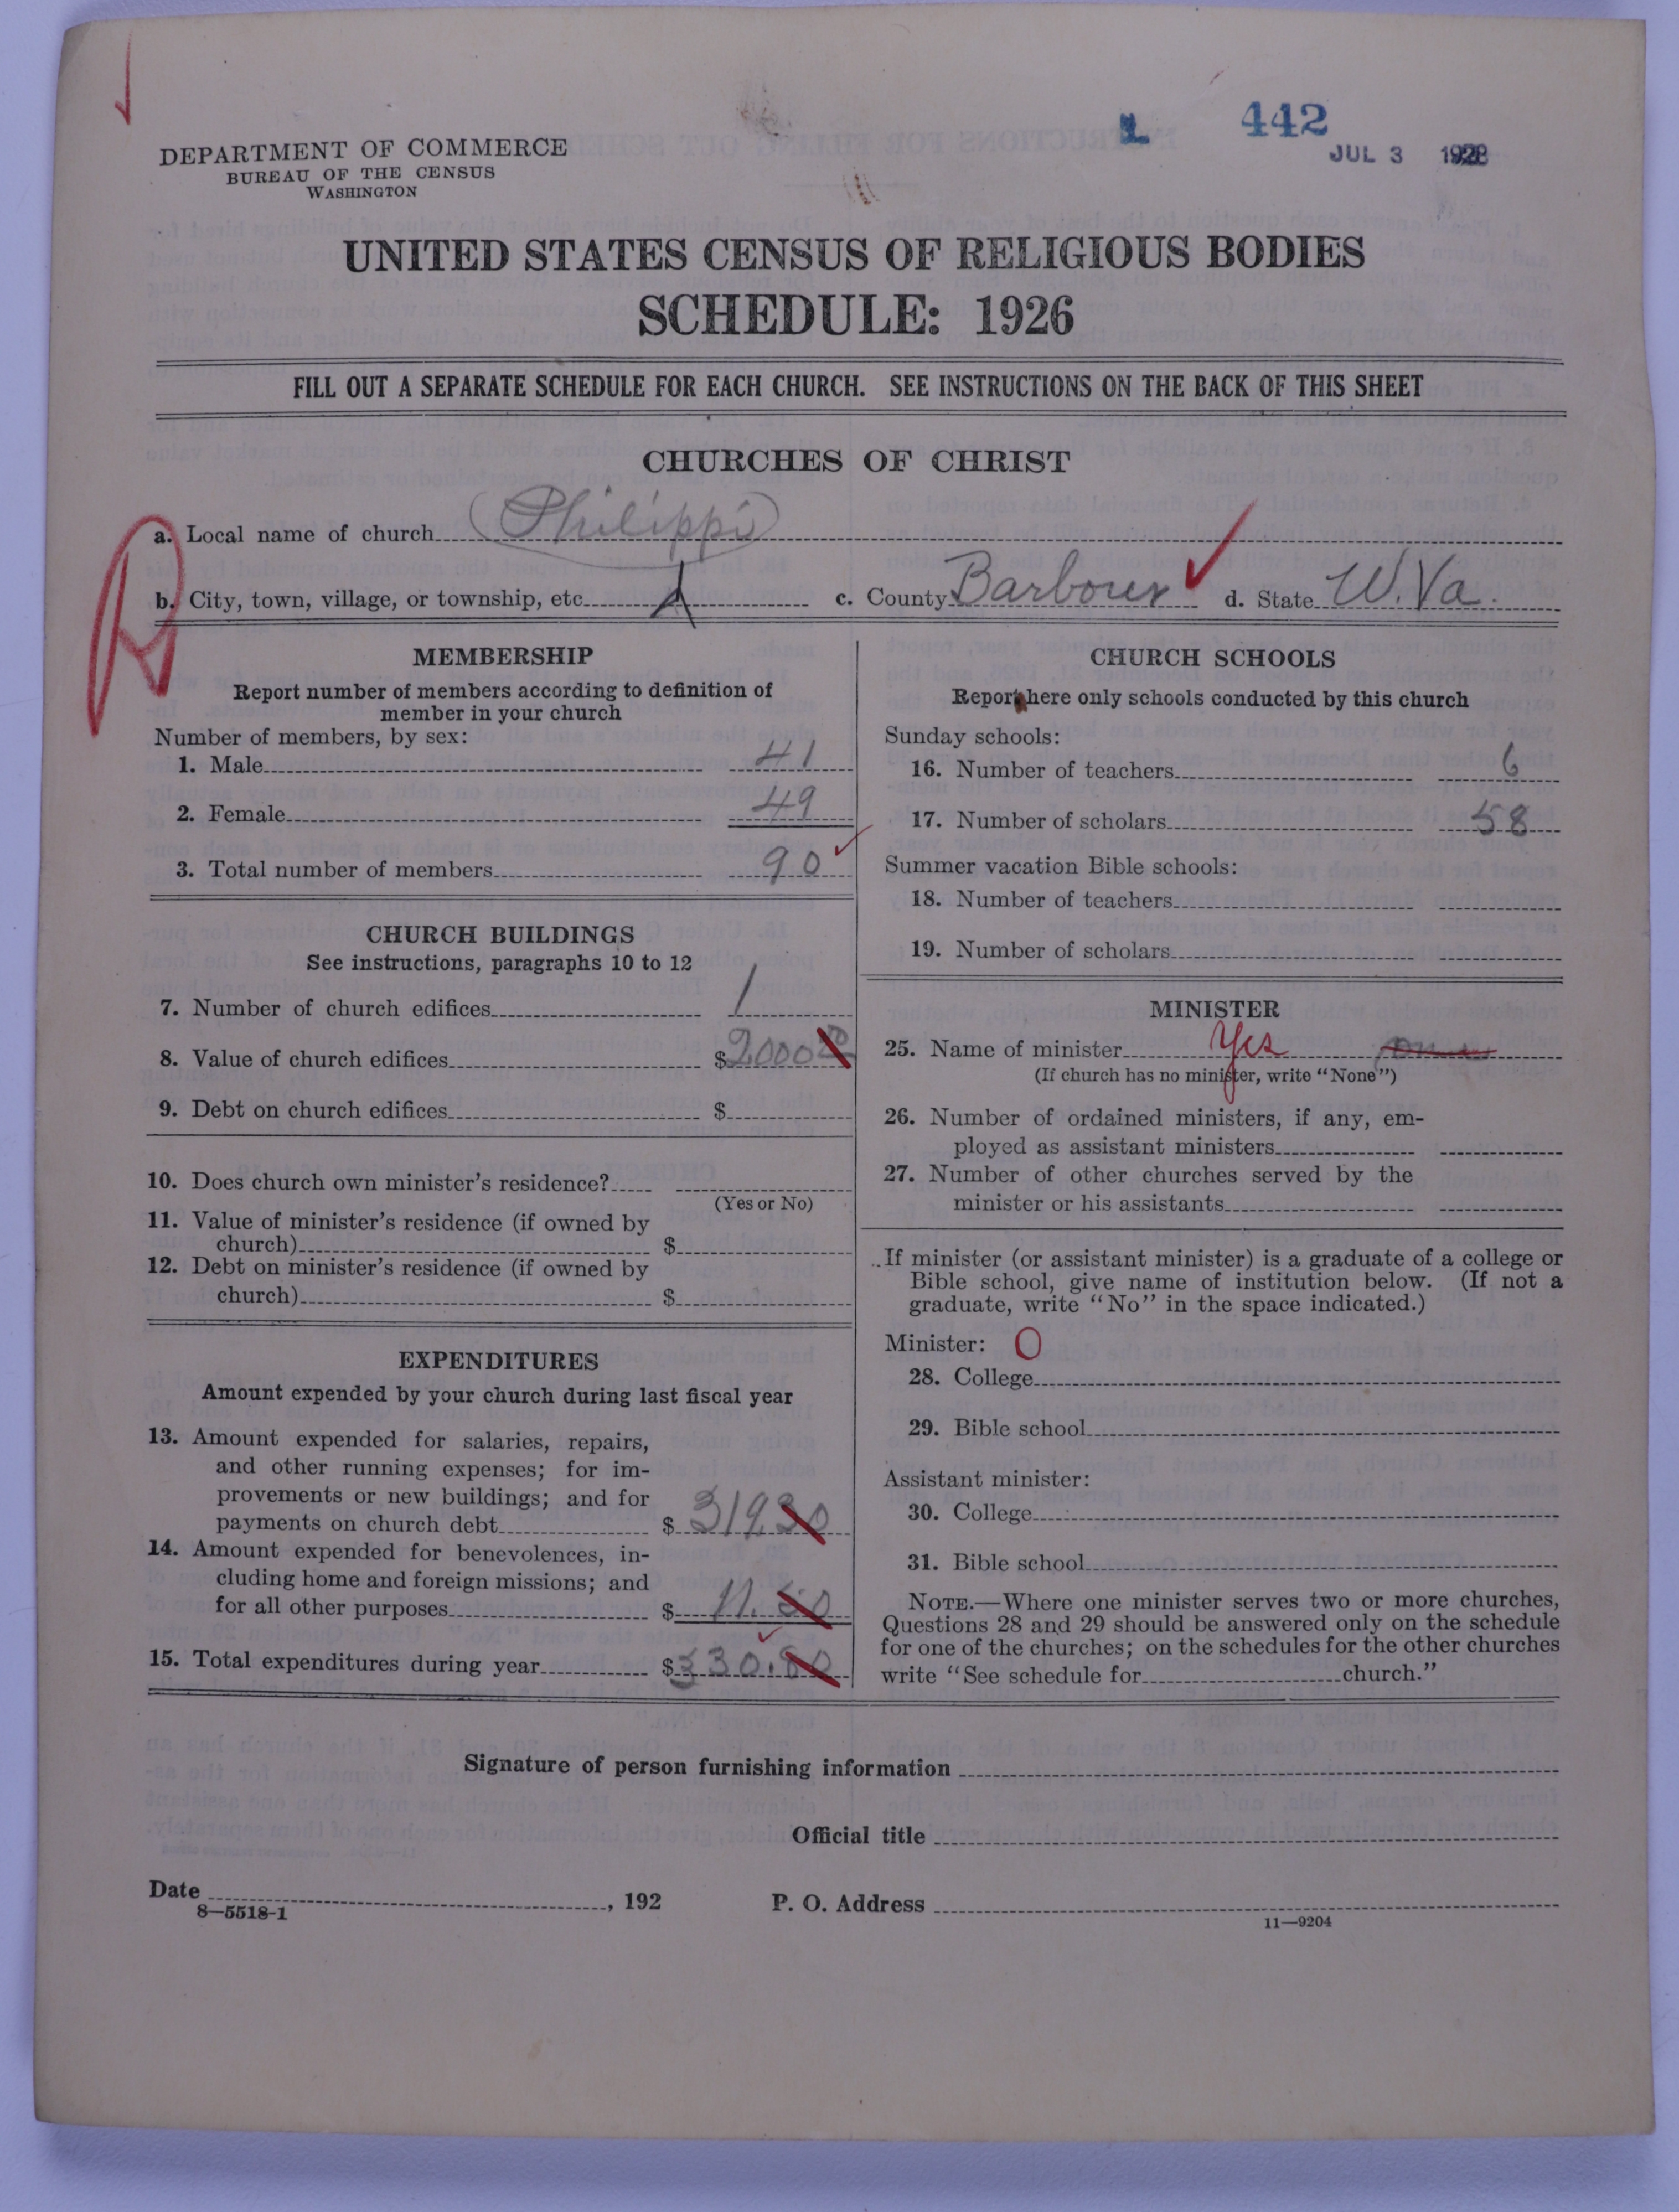 L 442
JUL 3 1928
DEPARTMENT OF COMMERCE
BUREAU OF THE CENSUS
WASHINGTON
UNITED STATES CENSUS OF RELIGIOUS BODIES
SCHEDULE: 1926
FILL OUT A SEPARATE SCHEDULE FOR EACH CHURCH. SEE INSTRUCTIONS ON THE BACK OF THIS SHEET
CHURCHES OF CHRIST
a. Local name of church (Philippi)
b. City, town, village, or township, etc. c. County Barbour d. State W. Va.
MEMBERSHIP
Report number of members according to definition of
member in your church
Number of members, by sex:
1. Male 41
2. Female 49
3. Total number of members 90
CHURCH BUILDINGS
See instructions, paragraphs 10 to 12
7. Number of church edifices 1
8. Value of church edifices $2000 00
9. Debt on church edifices $
10. Does church own minister's residence?
(Yes or No)
11. Value of minister's residence (if owned by
church) $
12. Debt on minister's residence (if owned by
church) $
EXPENDITURES
Amount expended by your church during last fiscal year
13. Amount expended for salaries, repairs,
and other running expenses; for im-
provements or new buildings; and for
payments on church debt $ 319.30
14. Amount expended for benevolences, in-
cluding home and foreign missions; and
for all other purposes $ 11.50
15. Total expenditures during year $330.80
CHURCH SCHOOLS
Report here only schools conducted by this church
Sunday schools:
16. Number of teachers 6
17. Number of scholars 58
Summer vacation Bible schools:
18. Number of teachers
19. Number of scholars
MINISTER
25. Name of minister Yes
(If church has no minister, write "None")
26. Number of ordained ministers, if any, em-
ployed as assistant ministers
27. Number of other churches served by the
minister or his assistants
If minister (or assistant minister) is a graduate of a college or
Bible school, give name of institution below. (If not a
graduate, write "No" in the space indicated.)
Minister: O
28. College
29. Bible school
Assistant minister:
30. College
31. Bible school
NOTE.—Where one minister serves two or more churches,
Questions 28 and 29 should be answered only on the schedule
for one of the churches; on the schedules for the other churches
write "See schedule for church."
Signature of person furnishing information
Official title
Date , 192 P. O. Address
8—5518-1
11—9204